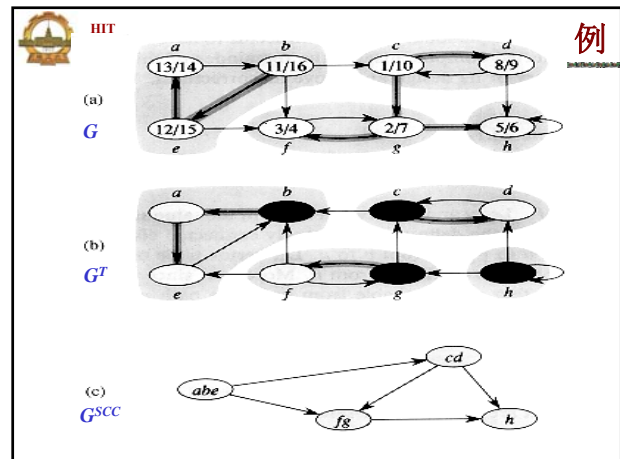 HIT
例
a b c d
13/14 11/16 1/10 8/9
(a)
G
12/15 3/4 2/7 5/6
e f g h
a b c d
(b)
G^T
e f g h
cd
abe
(c)
G^SCC
fg h